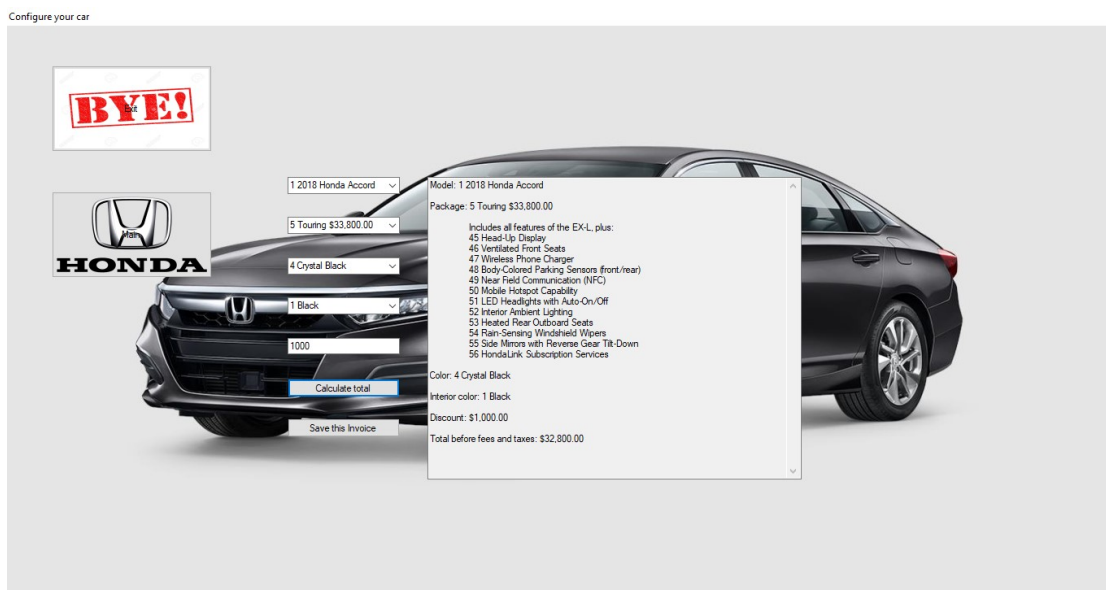 Configure your car
BYE!
Exit
Main
HONDA
1 2018 Honda Accord
5 Touring $33,800.00
4 Crystal Black
1 Black
1000
Calculate total
Save this Invoice
Model: 1 2018 Honda Accord
Package: 5 Touring $33,800.00
Includes all features of the EX-L, plus:
45 Head-Up Display
46 Ventilated Front Seats
47 Wireless Phone Charger
48 Body-Colored Parking Sensors (front/rear)
49 Near Field Communication (NFC)
50 Mobile Hotspot Capability
51 LED Headlights with Auto-On/Off
52 Interior Ambient Lighting
53 Heated Rear Outboard Seats
54 Rain-Sensing Windshield Wipers
55 Side Mirrors with Reverse Gear Tilt-Down
56 HondaLink Subscription Services
Color: 4 Crystal Black
Interior color: 1 Black
Discount: $1,000.00
Total before fees and taxes: $32,800.00